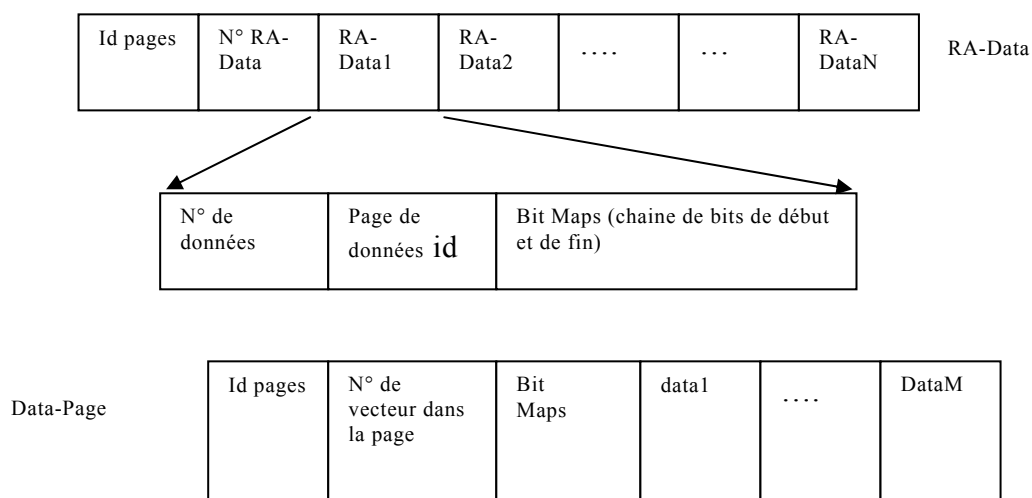 Id pages
N° RA-
Data
RA-
Data1
RA-
Data2
....
...
RA-
DataN
RA-Data
N° de
données
Page de
données id
Bit Maps (chaine de bits de début
et de fin)
Data-Page
Id pages
N° de
vecteur dans
la page
Bit
Maps
data1
....
DataM